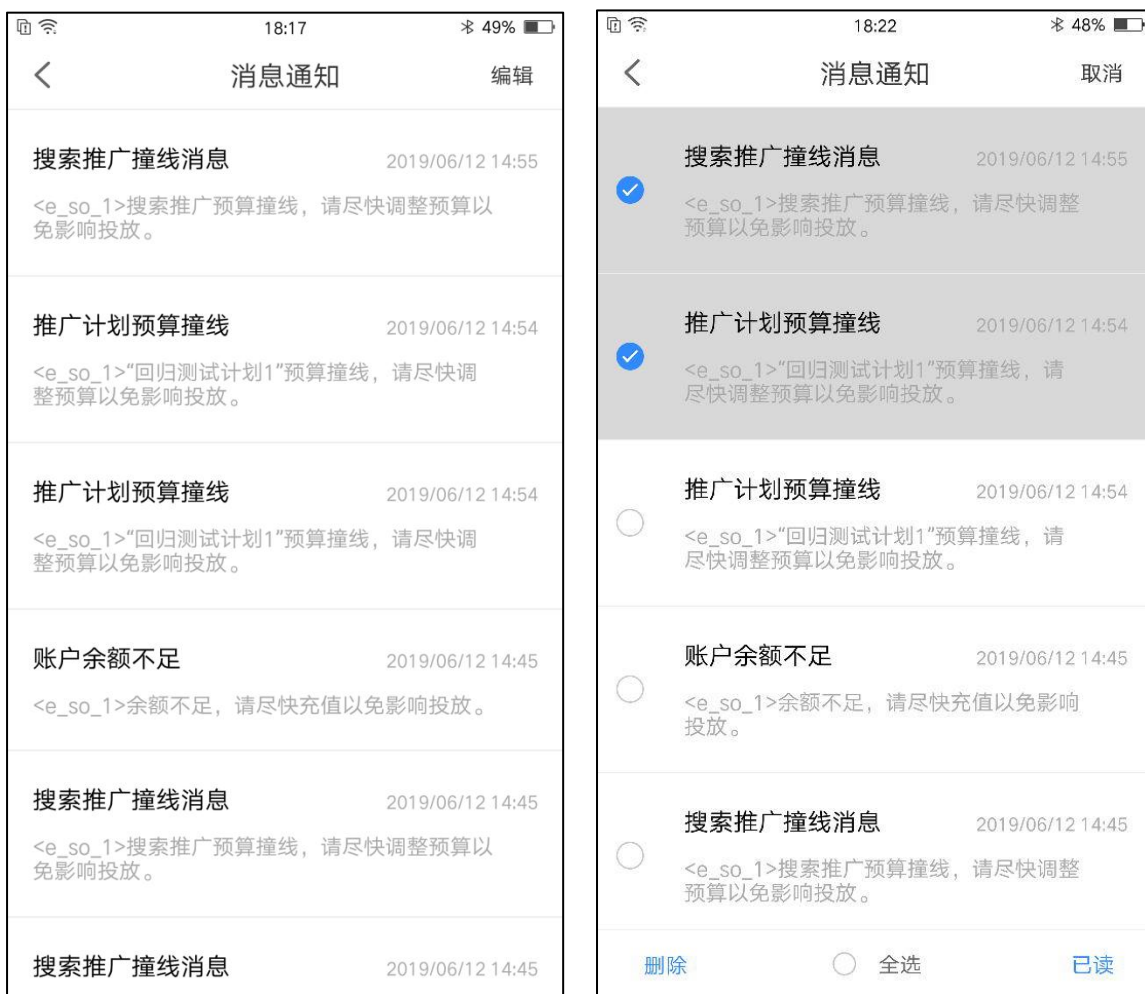 18:17
49%
消息通知
编辑
搜索推广撞线消息
2019/06/12 14:55
<e_so_1>搜索推广预算撞线，请尽快调整预算以
免影响投放。
推广计划预算撞线
2019/06/12 14:54
<e_so_1>“回归测试计划1”预算撞线，请尽快调
整预算以免影响投放。
推广计划预算撞线
2019/06/12 14:54
<e_so_1>“回归测试计划1”预算撞线，请尽快调
整预算以免影响投放。
账户余额不足
2019/06/12 14:45
<e_so_1>余额不足，请尽快充值以免影响投放。
搜索推广撞线消息
2019/06/12 14:45
<e_so_1>搜索推广预算撞线，请尽快调整预算以
免影响投放。
搜索推广撞线消息
2019/06/12 14:45
18:22
48%
消息通知
取消
搜索推广撞线消息
2019/06/12 14:55
<e_so_1>搜索推广预算撞线，请尽快调整
预算以免影响投放。
推广计划预算撞线
2019/06/12 14:54
<e_so_1>“回归测试计划1”预算撞线，请
尽快调整预算以免影响投放。
推广计划预算撞线
2019/06/12 14:54
<e_so_1>“回归测试计划1”预算撞线，请
尽快调整预算以免影响投放。
账户余额不足
2019/06/12 14:45
<e_so_1>余额不足，请尽快充值以免影响
投放。
搜索推广撞线消息
2019/06/12 14:45
<e_so_1>搜索推广预算撞线，请尽快调整
预算以免影响投放。
删除
全选
已读